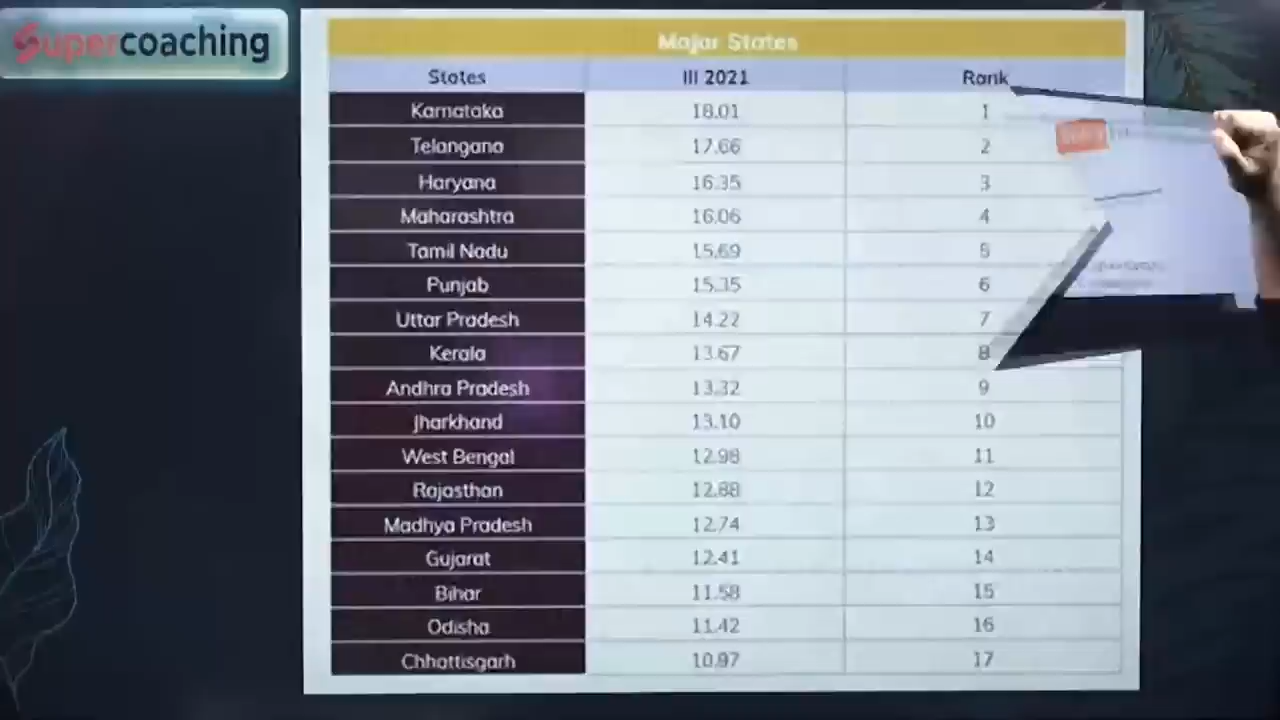 Supercoaching
Major States
States III 2021 Rank
Karnataka 18.01 1
Telangana 17.66 2
Haryana 16.35 3
Maharashtra 16.06 4
Tamil Nadu 15.69 5
Punjab 15.35 6
Uttar Pradesh 14.22 7
Kerala 13.67 8
Andhra Pradesh 13.32 9
Jharkhand 13.10 10
West Bengal 12.98 11
Rajasthan 12.88 12
Madhya Pradesh 12.74 13
Gujarat 12.41 14
Bihar 11.58 15
Odisha 11.42 16
Chhattisgarh 10.97 17